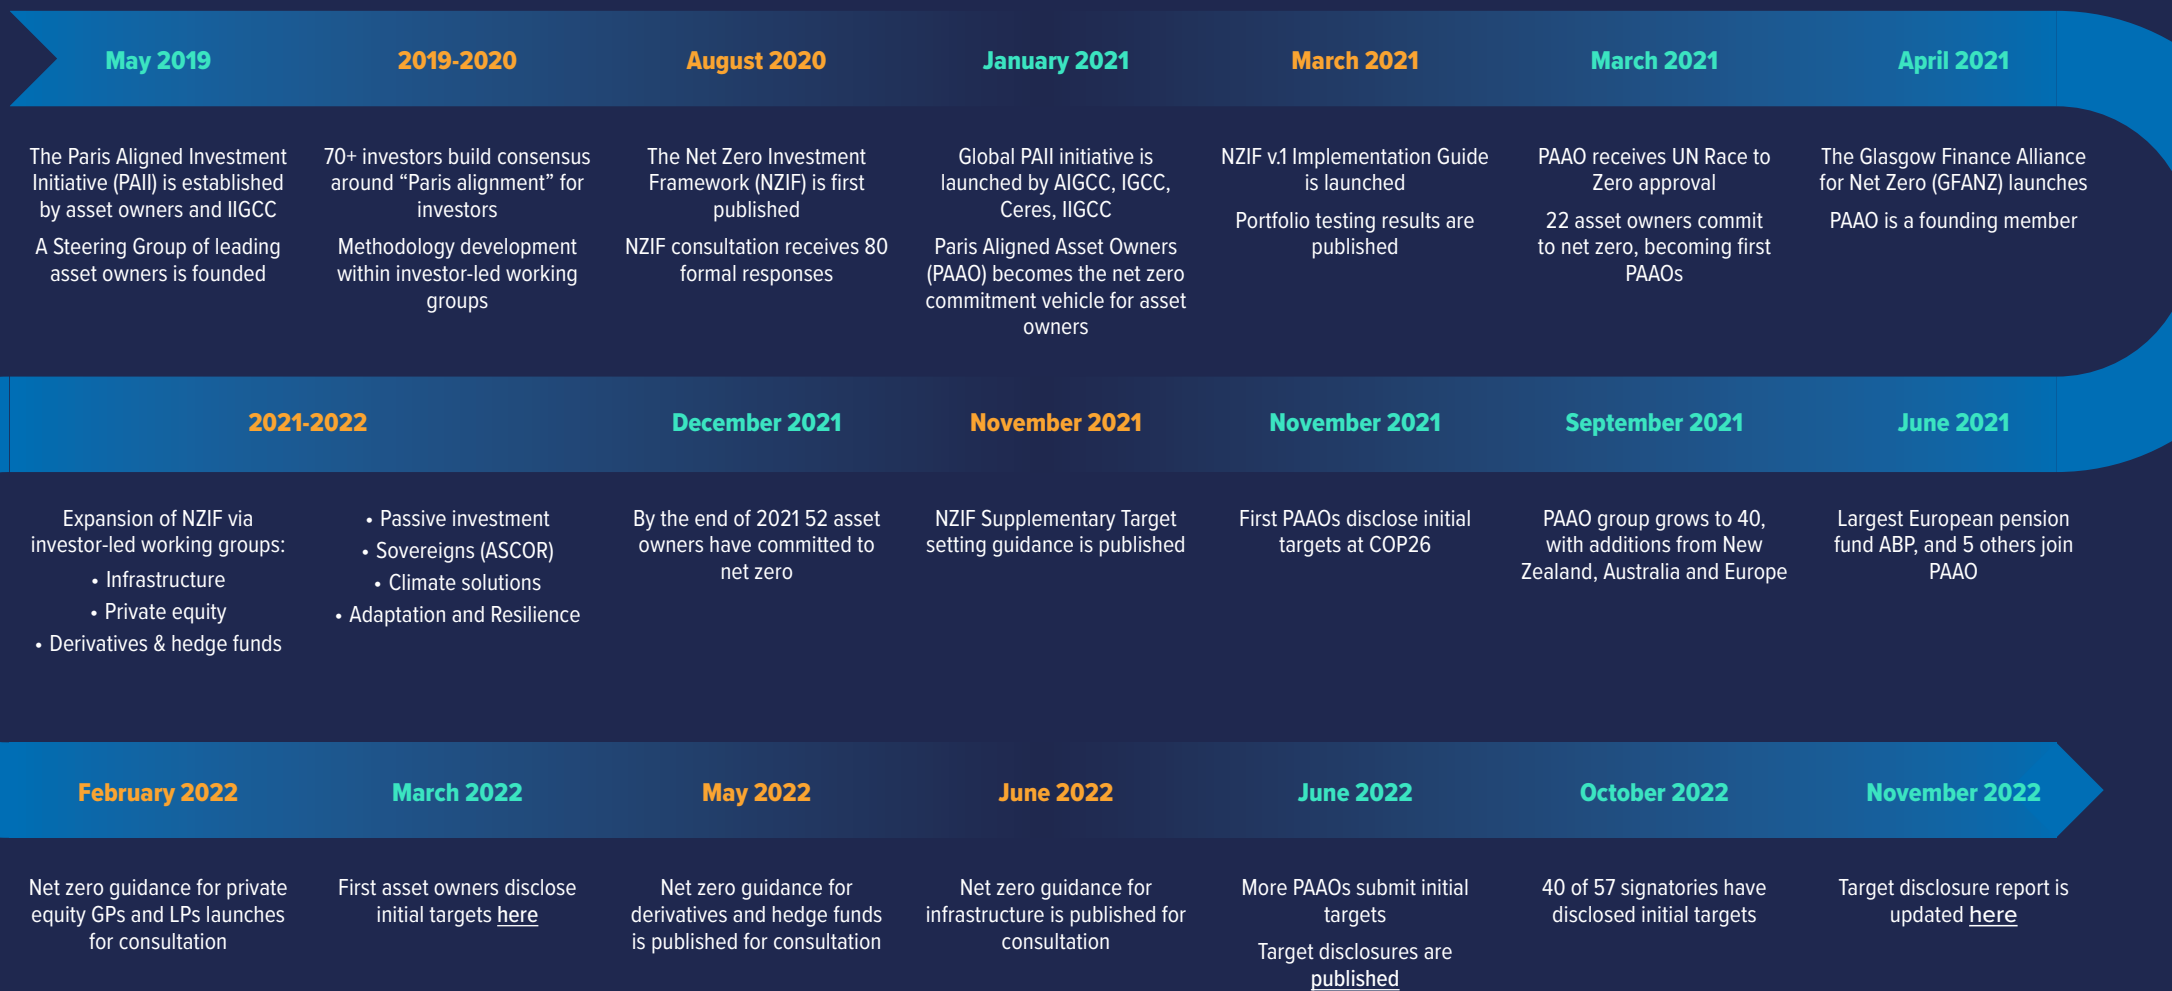 May 2019
The Paris Aligned Investment
Initiative (PAII) is established
by asset owners and IIGCC
A Steering Group of leading
asset owners is founded
2019-2020
70+ investors build consensus
around “Paris alignment” for
investors
Methodology development
within investor-led working
groups
August 2020
The Net Zero Investment
Framework (NZIF) is first
published
NZIF consultation receives 80
formal responses
January 2021
Global PAII initiative is
launched by AIGCC, IGCC,
Ceres, IIGCC
Paris Aligned Asset Owners
(PAAO) becomes the net zero
commitment vehicle for asset
owners
March 2021
NZIF v.1 Implementation Guide
is launched
Portfolio testing results are
published
March 2021
PAAO receives UN Race to
Zero approval
22 asset owners commit
to net zero, becoming first
PAAOs
April 2021
The Glasgow Finance Alliance
for Net Zero (GFANZ) launches
PAAO is a founding member
June 2021
Largest European pension
fund ABP, and 5 others join
PAAO
September 2021
PAAO group grows to 40,
with additions from New
Zealand, Australia and Europe
November 2021
First PAAOs disclose initial
targets at COP26
November 2021
NZIF Supplementary Target
setting guidance is published
December 2021
By the end of 2021 52 asset
owners have committed to
net zero
2021-2022
Expansion of NZIF via
investor-led working groups:
• Infrastructure
• Private equity
• Derivatives & hedge funds
• Passive investment
• Sovereigns (ASCOR)
• Climate solutions
• Adaptation and Resilience
February 2022
Net zero guidance for private
equity GPs and LPs launches
for consultation
March 2022
First asset owners disclose
initial targets here
May 2022
Net zero guidance for
derivatives and hedge funds
is published for consultation
June 2022
Net zero guidance for
infrastructure is published for
consultation
June 2022
More PAAOs submit initial
targets
Target disclosures are
published
October 2022
40 of 57 signatories have
disclosed initial targets
November 2022
Target disclosure report is
updated here